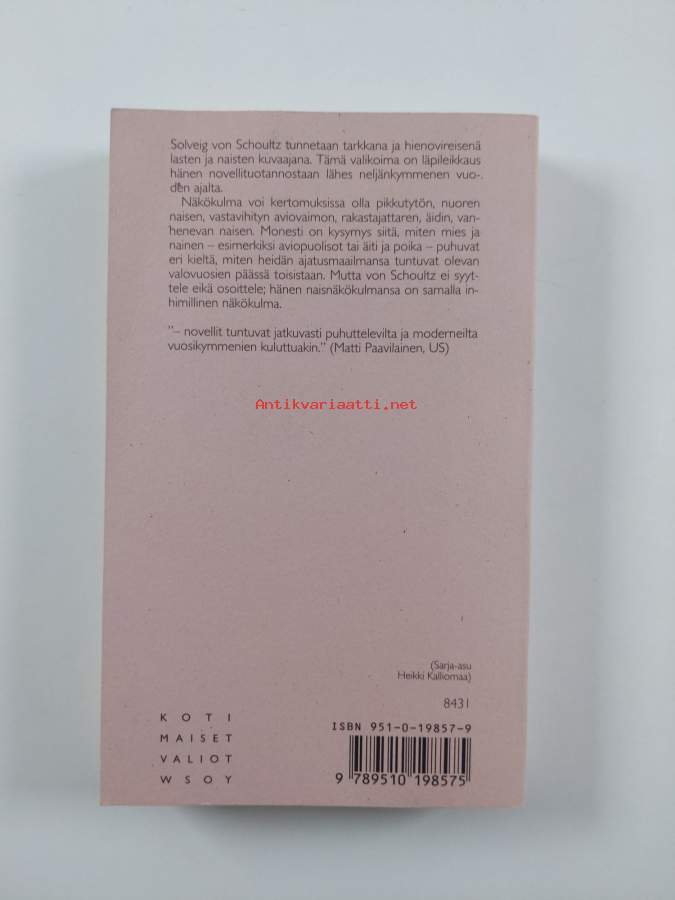 Solveig von Schoultz tunnetaan tarkkana ja hienovireisenä
lasten ja naisten kuvaajana. Tämä valikoima on läpileikkaus
hänen novellituotannostaan lähes neljänkymmenen vuo-
den ajalta.
Näkökulma voi kertomuksissa olla pikkutytön, nuoren
naisen, vastavihityn aviovaimon, rakastajattaren, äidin, van-
henevan naisen. Monesti on kysymys siitä, miten mies ja
nainen – esimerkiksi aviopuolisot tai äiti ja poika – puhuvat
eri kieltä, miten heidän ajatusmaailmansa tuntuvat olevan
valovuosien päässä toisistaan. Mutta von Schoultz ei syyt-
tele eikä osoittele; hänen naisnäkökulmansa on samalla in-
himillinen näkökulma.
”– novellit tuntuvat jatkuvasti puhuttelevilta ja moderneilta
vuosikymmenien kuluttuakin.” (Matti Paavilainen, US)
Antikvariaatti.net
(Sarja-asu
Heikki Kalliomaa)
8431
KOTI
MAISET
VALIOT
WSOY
ISBN 951-0-19857-9
9 789510 198575